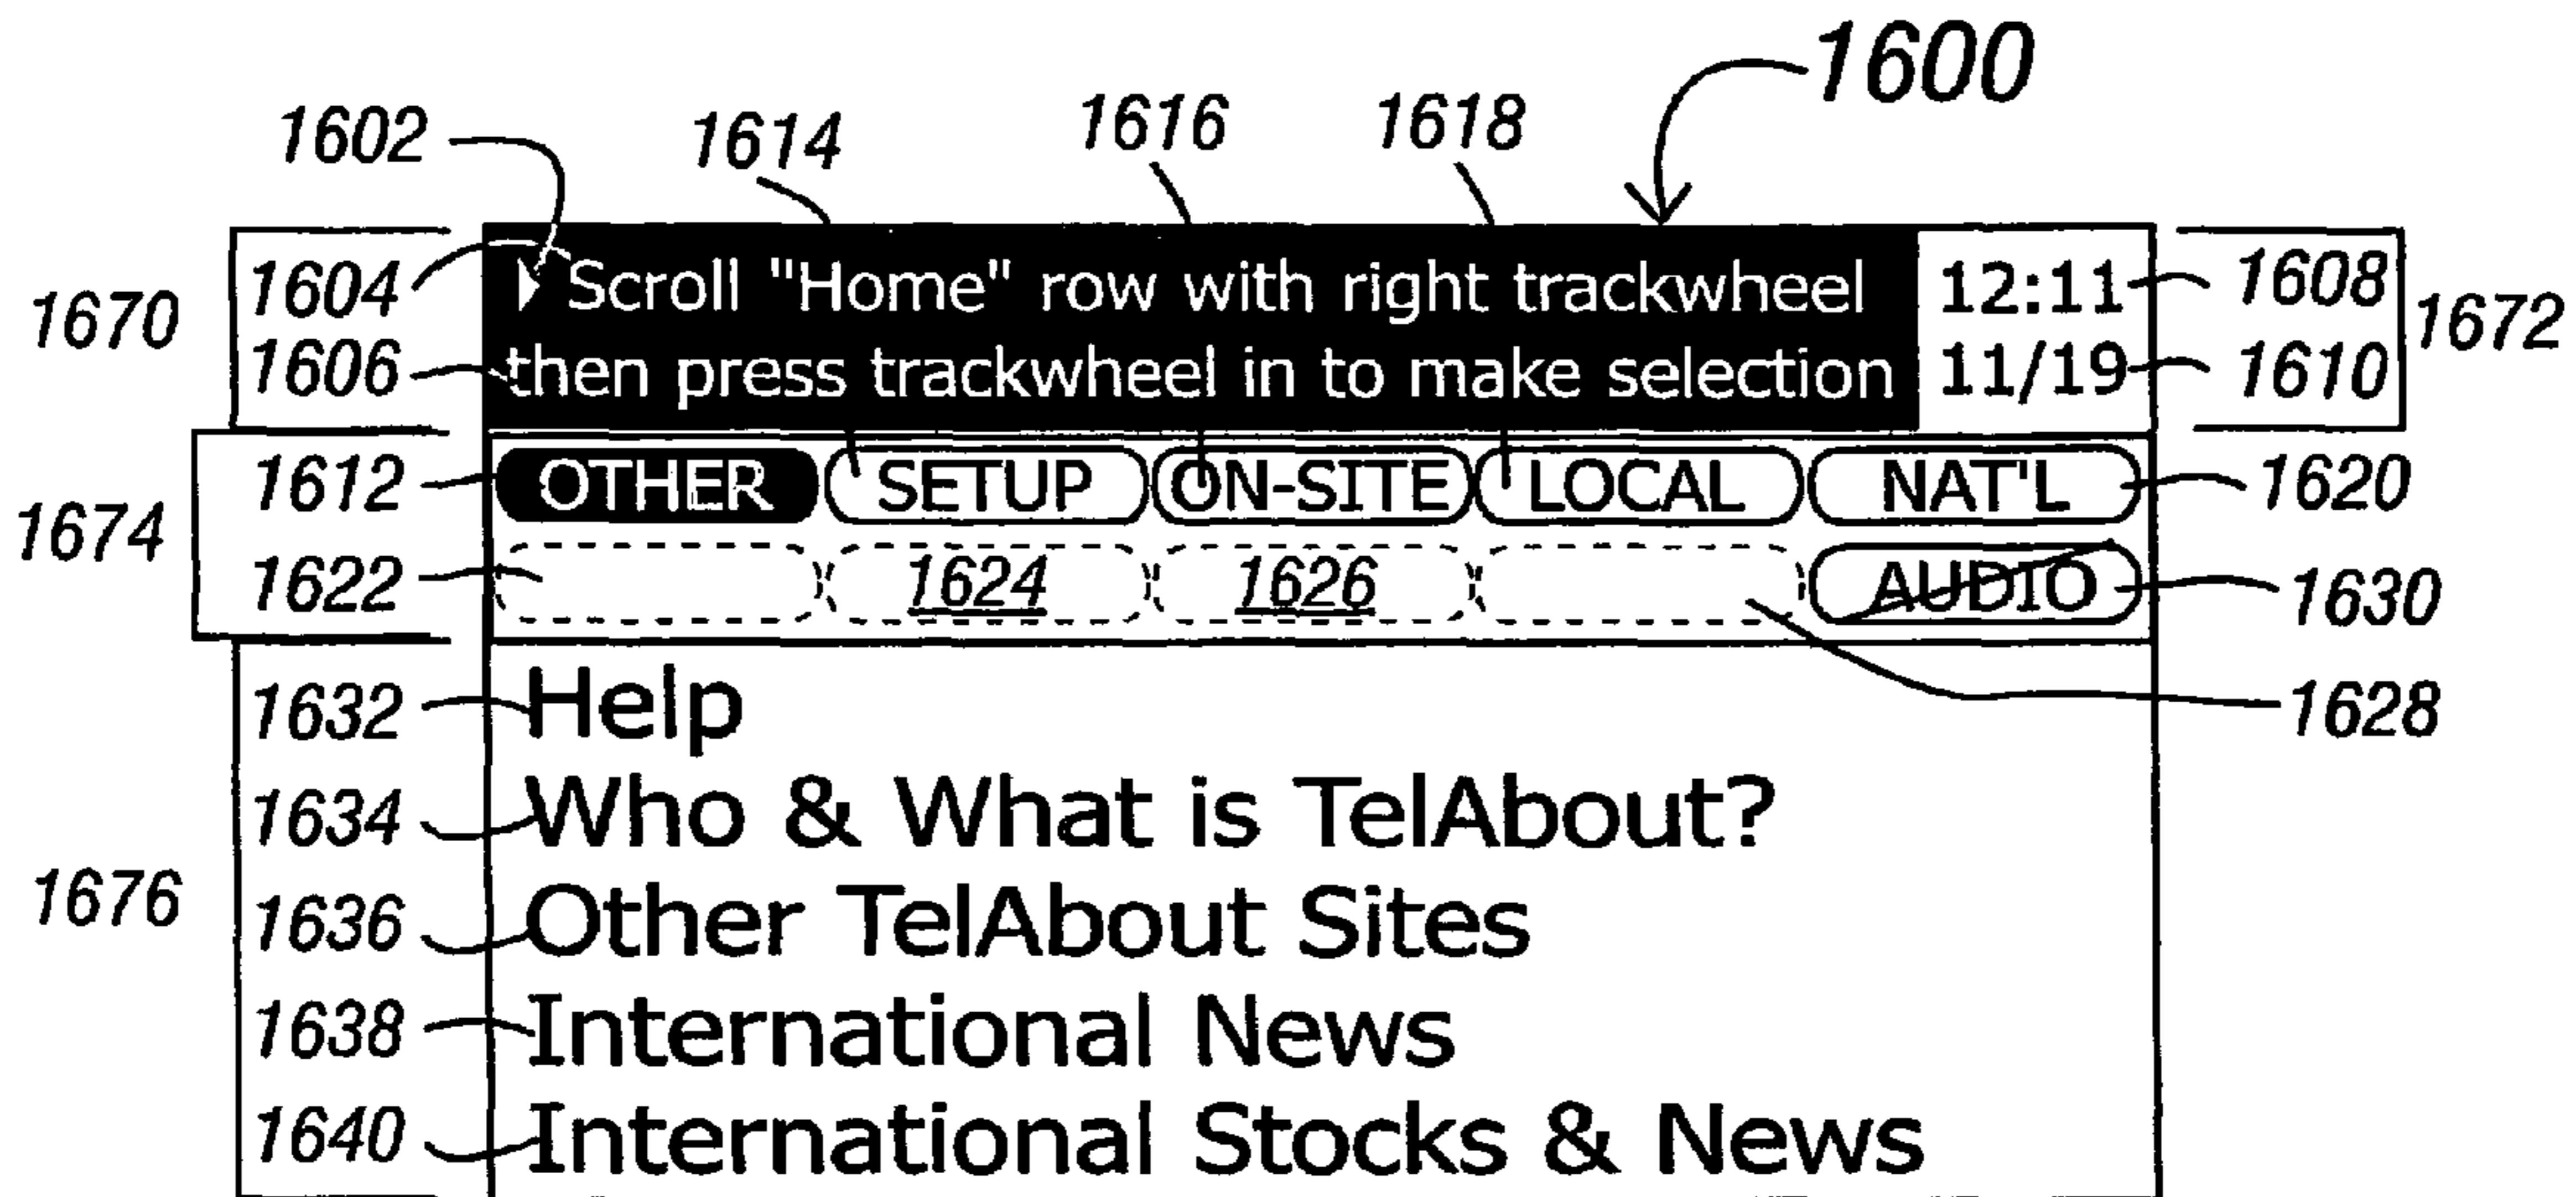 1600
1602 1614 1616 1618
1670 1604 Scroll "Home" row with right trackwheel 12:11 1608 1672
1606 then press trackwheel in to make selection 11/19 1610
1674 1612 OTHER SETUP ON-SITE LOCAL NAT'L 1620
1622 1624 1626 AUDIO 1630
1632 Help 1628
1634 Who & What is TelAbout?
1676 1636 Other TelAbout Sites
1638 International News
1640 International Stocks & News